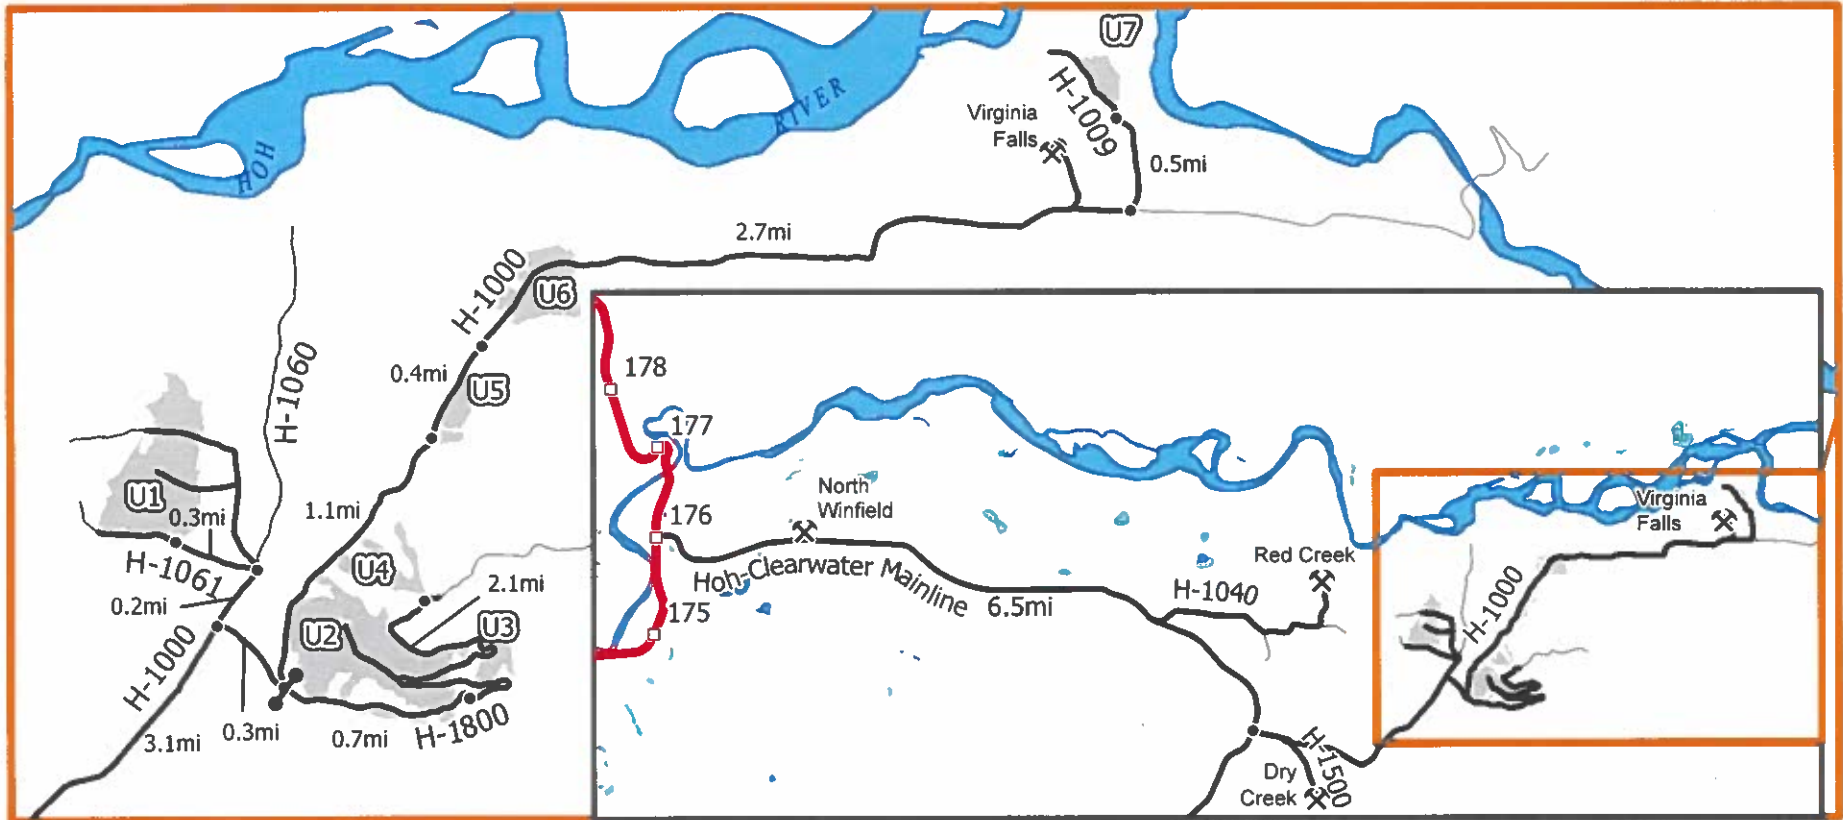 U7
H-1009
Virginia
Falls
0.5mi
HOH
RIVER
2.7mi
H-1000
U6
0.4mi
U5
H-1060
U1
0.3mi
1.1mi
H-1061
0.2mi
U4
2.1mi
U2
U3
H-1000
3.1mi
0.3mi
0.7mi
H-1800
178
177
176
175
North
Winfield
Hoh-Clearwater Mainline
6.5mi
H-1040
Red Creek
Virginia
Falls
H-1000
H-1500
Dry
Creek